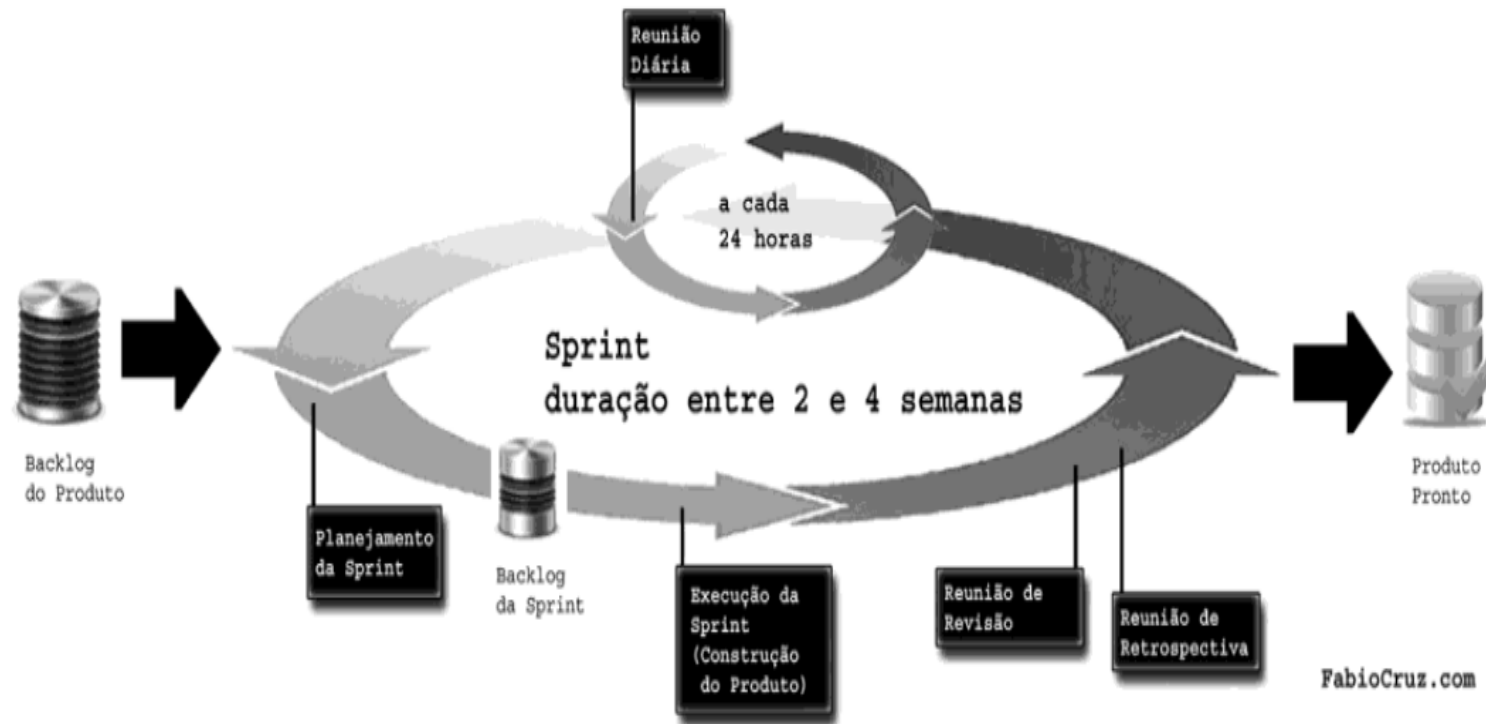 Reunião
Diária
a cada
24 horas
Sprint
duração entre 2 e 4 semanas
Backlog
do Produto
Planejamento
da Sprint
Backlog
da Sprint
Execução da
Sprint
(Construção
do Produto)
Reunião de
Revisão
Reunião de
Retrospectiva
Produto
Pronto
FabioCruz.com